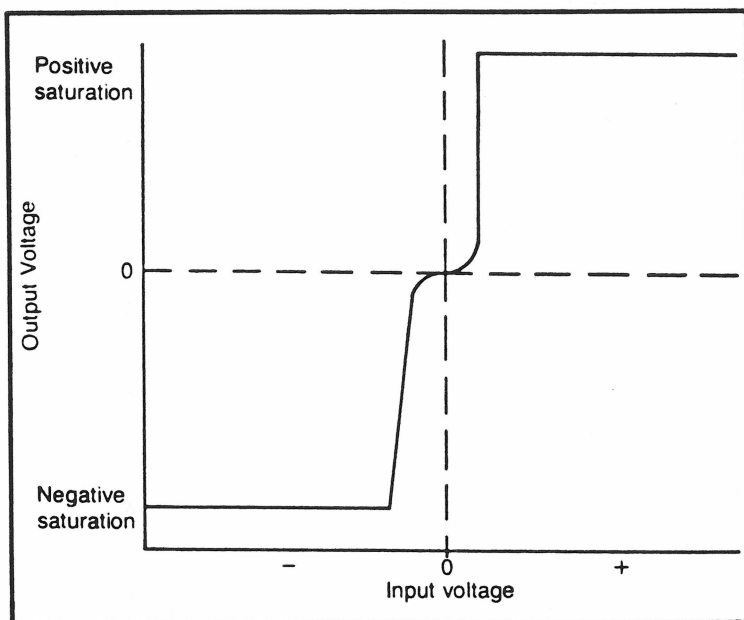 Positive
saturation
Output Voltage
0
Negative
saturation
- 0 +
Input voltage